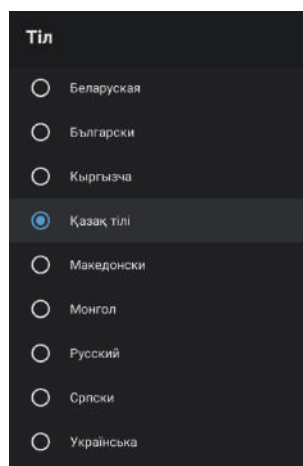 Тіл
Беларуская
Български
Кыргызча
Қазақ тілі
Македонски
Монгол
Русский
Српски
Українська